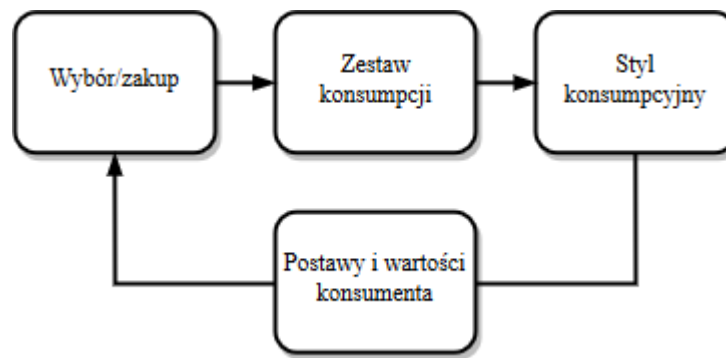 Wybór/zakup
Zestaw
konsumpcji
Styl
konsumpcyjny
Postawy i wartości
konsumenta